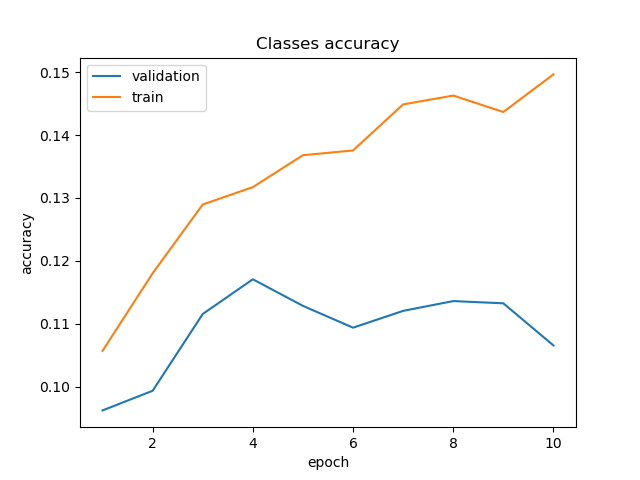 Classes accuracy
validation
train
0.15
0.14
0.13
0.12
0.11
0.10
accuracy
2 4 6 8 10
epoch